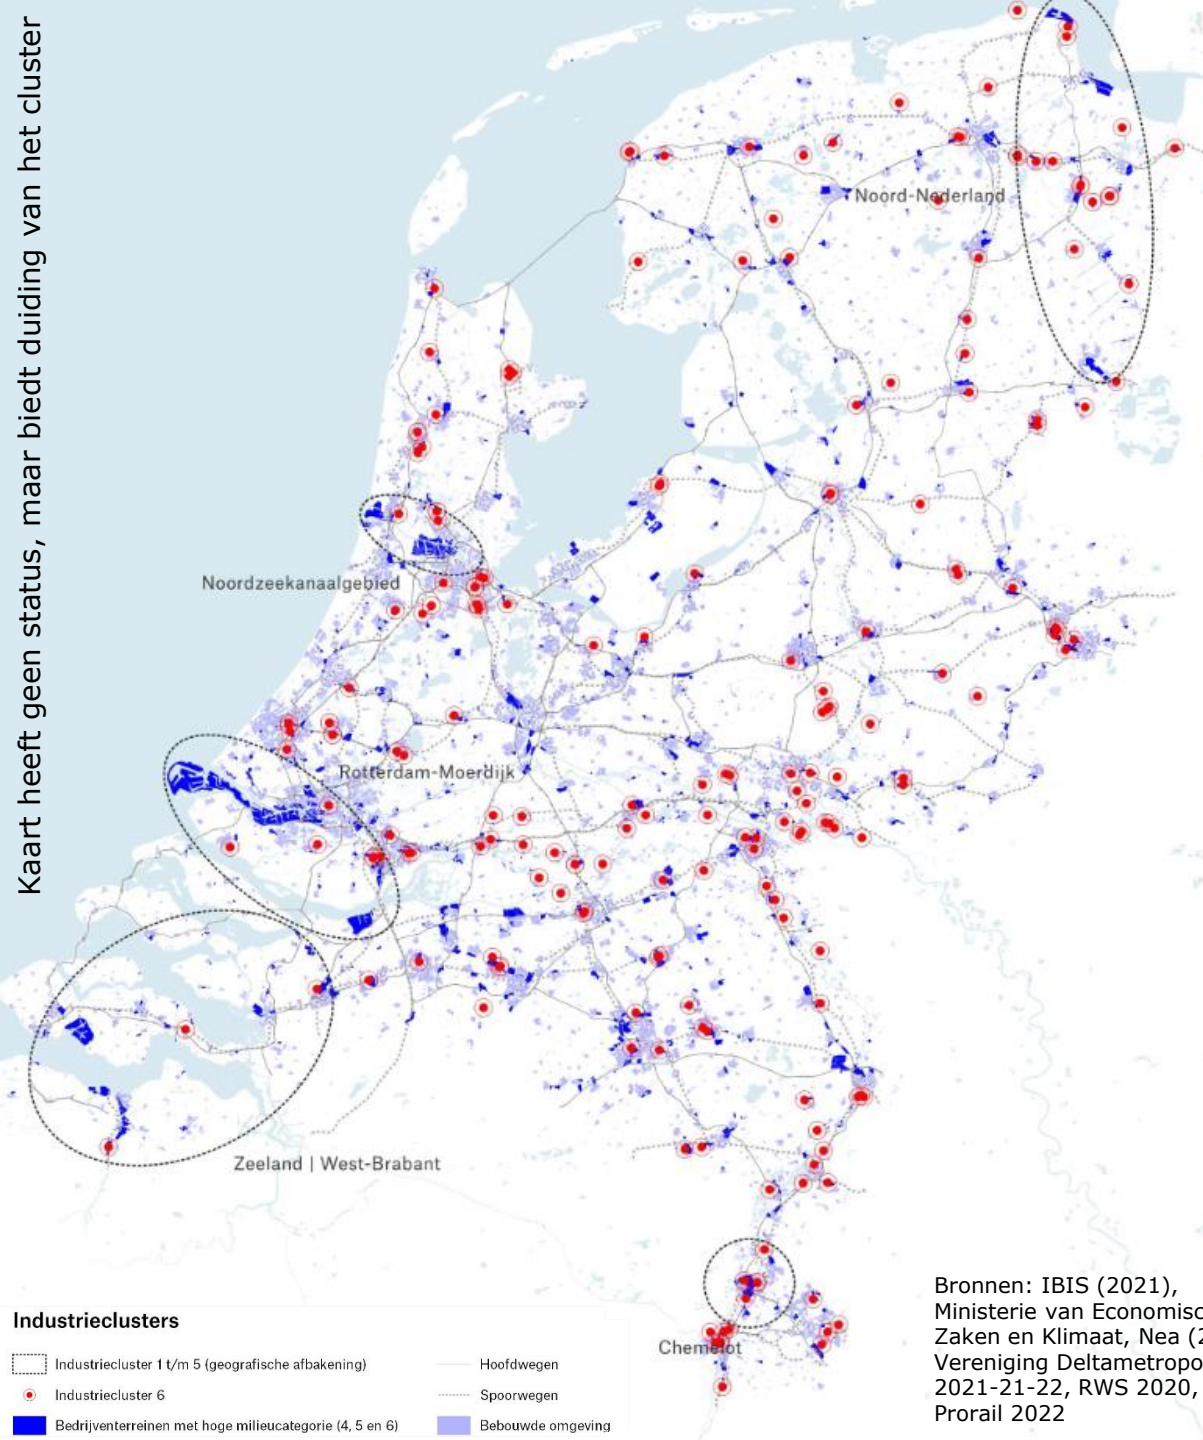 Kaart heeft geen status, maar biedt duiding van het cluster
Noord-Nederland
Noordzeekanaalgebied
Rotterdam-Moerdijk
Zeeland | West-Brabant
Chemelot
Industrieclusters
Industriecluster 1 t/m 5 (geografische afbakening)
Industriecluster 6
Bedrijventerreinen met hoge milieucategorie (4, 5 en 6)
Hoofdwegen
Spoorwegen
Bebouwde omgeving
Bronnen: IBIS (2021),
Ministerie van Economisc
Zaken en Klimaat, Nea (2
Vereniging Deltametropo
2021-21-22, RWS 2020,
Prorail 2022